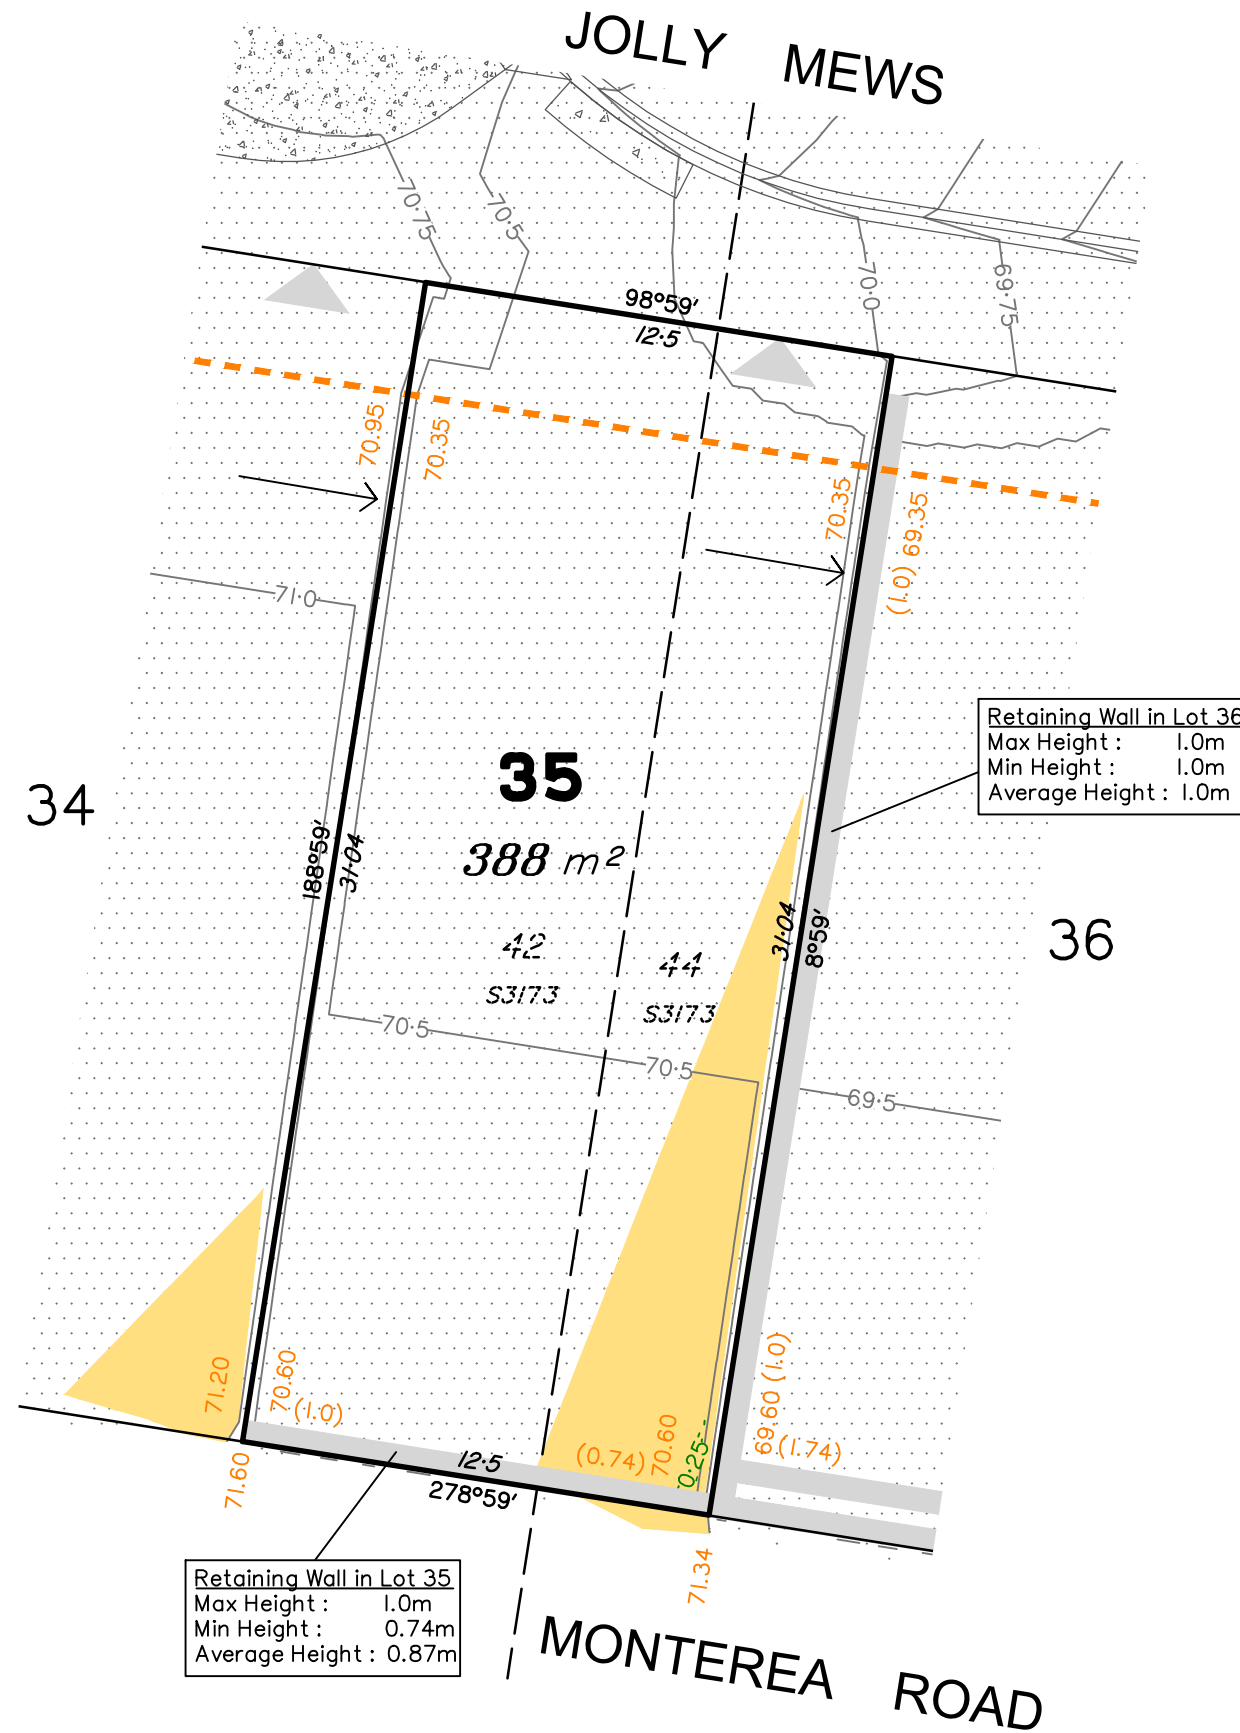 JOLLY MEWS
70·75
70·5
98°59'
12·5
70·0
69·75
70.95
70.35
70.35
(1.0) 69.35
71·0
Retaining Wall in Lot 36
Max Height : 1.0m
Min Height : 1.0m
Average Height : 1.0m
35
34
388 m²
188°59'
31·04
31·04
8°59'
36
42
S3173
44
S3173
70·5
70·5
69·5
71.20
70.60
(1.0)
69.60 (1.0)
(1.74)
(0.74)
70.60
0.25
71.60
12·5
278°59'
71.34
Retaining Wall in Lot 35
Max Height : 1.0m
Min Height : 0.74m
Average Height : 0.87m
MONTEREA ROAD